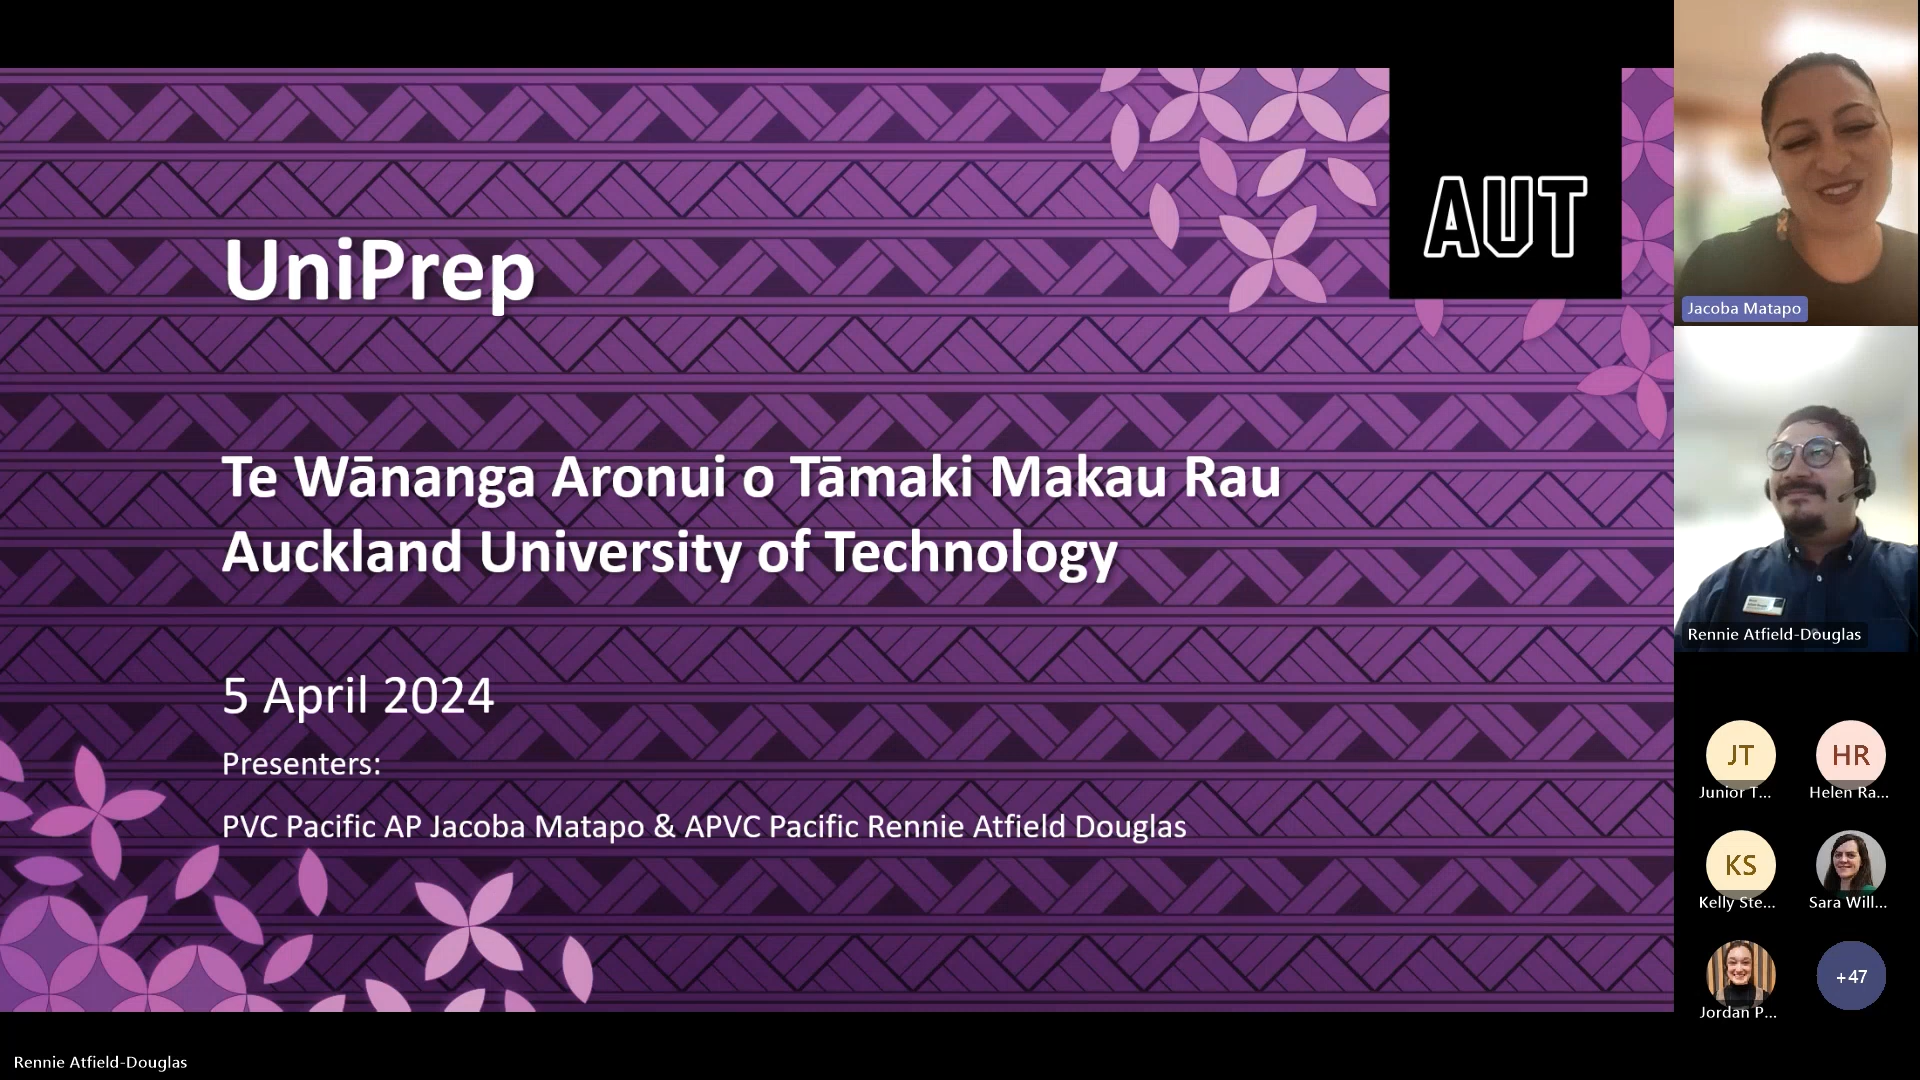 AUT
UniPrep
Te Wānanga Aronui o Tāmaki Makau Rau
Auckland University of Technology
5 April 2024
Presenters:
PVC Pacific AP Jacoba Matapo & APVC Pacific Rennie Atfield Douglas
Jacoba Matapo
Rennie Atfield-Douglas
JT
HR
Junior T...
Helen Ra...
KS
Kelly Ste...
Sara Will...
+47
Jordan P...
Rennie Atfield-Douglas